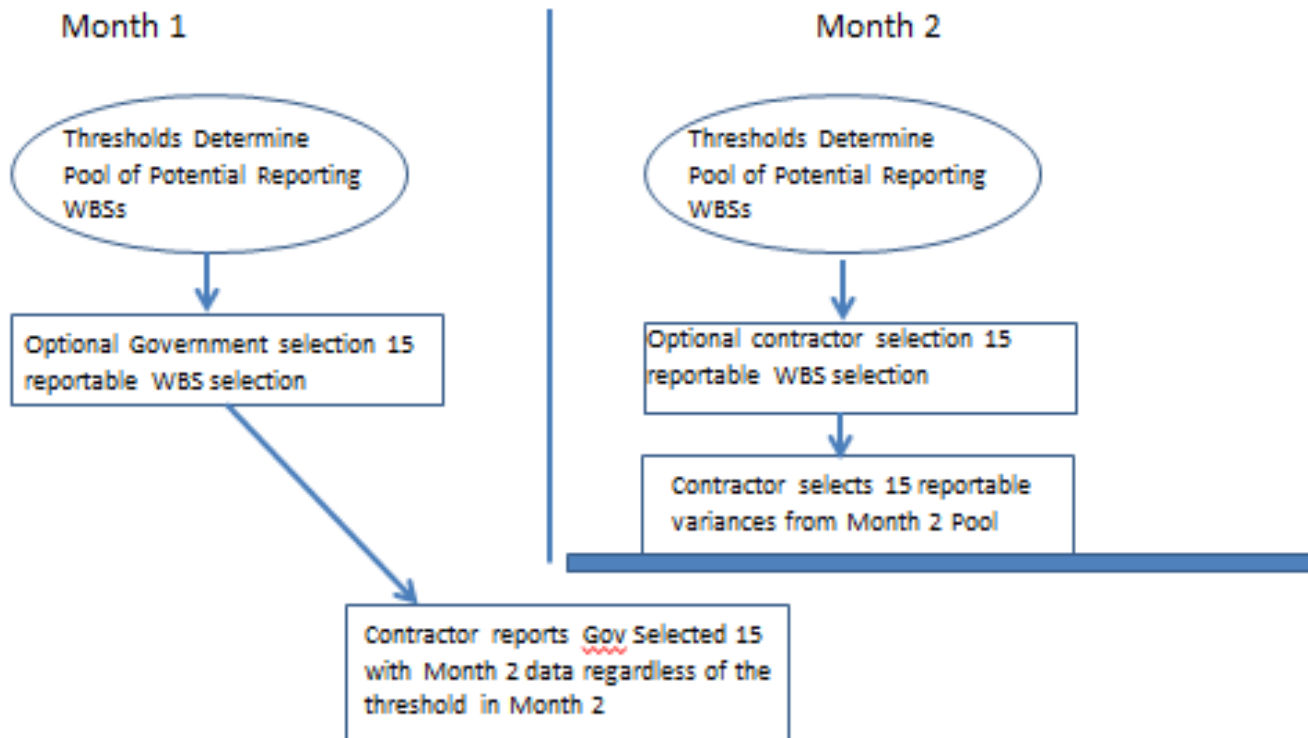 Month 1
Thresholds Determine
Pool of Potential Reporting
WBSs
Optional Government selection 15
reportable WBS selection
Month 2
Thresholds Determine
Pool of Potential Reporting
WBSs
Optional contractor selection 15
reportable WBS selection
Contractor selects 15 reportable
variances from Month 2 Pool
Contractor reports Gov Selected 15
with Month 2 data regardless of the
threshold in Month 2